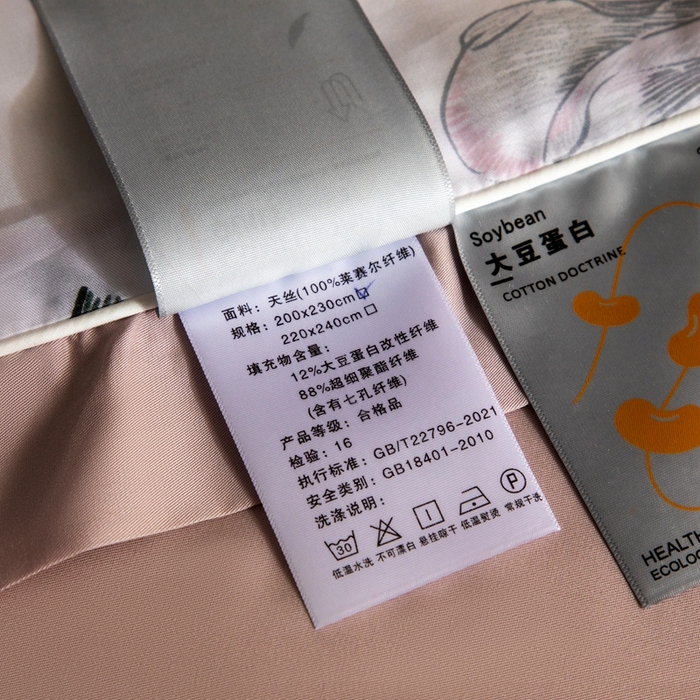 面料：天丝(100%莱赛尔纤维)
规格：200x230cm☑
220x240cm□
填充物含量：
12%大豆蛋白改性纤维
88%超细聚酯纤维
(含有七孔纤维)
产品等级：合格品
检验：16
执行标准：GB/T22796-2021
安全类别：GB18401-2010
洗涤说明：
30
低温水洗 不可漂白 悬挂晾干 低温熨烫 常规干洗
P
Soybean
大豆蛋白
COTTON DOCTRINE
HEALTH
ECOLO